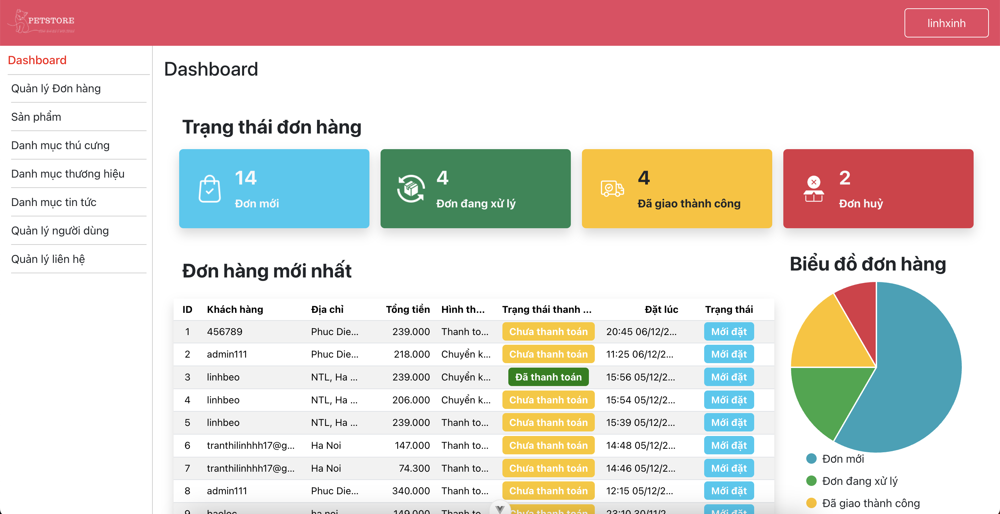 PETSTORE
linhxinh
Dashboard
Quản lý Đơn hàng
Sản phẩm
Danh mục thú cưng
Danh mục thương hiệu
Danh mục tin tức
Quản lý người dùng
Quản lý liên hệ
Dashboard
Trạng thái đơn hàng
14
Đơn mới
4
Đơn đang xử lý
4
Đã giao thành công
2
Đơn huỷ
Đơn hàng mới nhất
ID Khách hàng Địa chỉ Tổng tiền Hình th... Trạng thái thanh ... Đặt lúc Trạng thái
1 456789 Phuc Die... 239.000 Thanh to... Chưa thanh toán 20:45 06/12/2... Mới đặt
2 admin111 Phuc Die... 218.000 Chuyển k... Chưa thanh toán 11:25 06/12/2... Mới đặt
3 linhbeo NTL, Ha ... 239.000 Chuyển k... Đã thanh toán 15:56 05/12/2... Mới đặt
4 linhbeo NTL, Ha ... 206.000 Chuyển k... Chưa thanh toán 15:54 05/12/2... Mới đặt
5 linhbeo NTL, Ha ... 239.000 Thanh to... Chưa thanh toán 15:39 05/12/2... Mới đặt
6 tranthilinhhh17@g... Ha Noi 147.000 Thanh to... Chưa thanh toán 14:48 05/12/2... Mới đặt
7 tranthilinhhh17@g... Ha Noi 74.300 Thanh to... Chưa thanh toán 14:46 05/12/2... Mới đặt
8 admin111 Phuc Die... 340.000 Thanh to... Chưa thanh toán 12:15 05/12/2... Mới đặt
9 baoloc ha noi 149.000 Thanh to... Chưa thanh toán 23:10 30/11/2... Mới đặt
Biểu đồ đơn hàng
Đơn mới
Đơn đang xử lý
Đã giao thành công